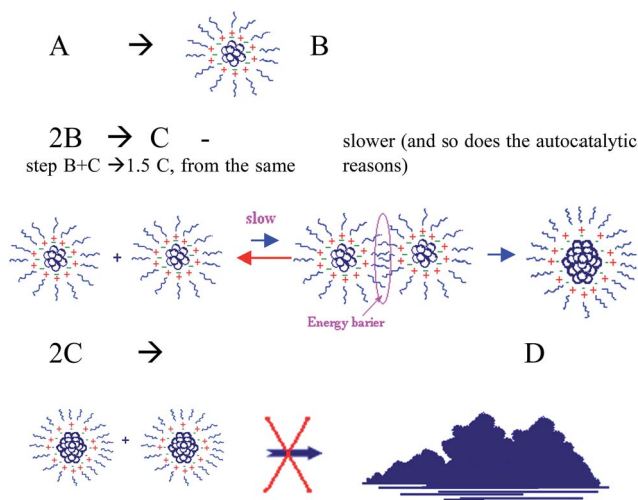 A → B
2B → C -
slower (and so does the autocatalytic
step B+C →1.5 C, from the same
reasons)
slow
+
Energy barier
2C → D
+